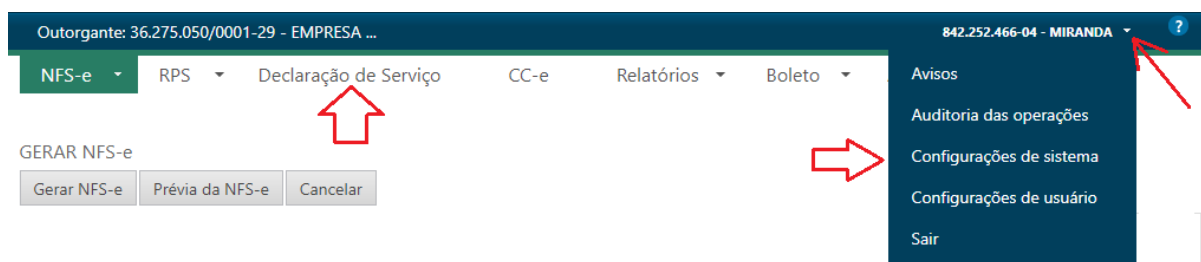 Outorgante: 36.275.050/0001-29 - EMPRESA ... 842.252.466-04 - MIRANDA ?
NFS-e RPS Declaração de Serviço CC-e Relatórios Boleto
Avisos
Auditoria das operações
Configurações de sistema
Configurações de usuário
Sair
GERAR NFS-e
Gerar NFS-e Prévia da NFS-e Cancelar